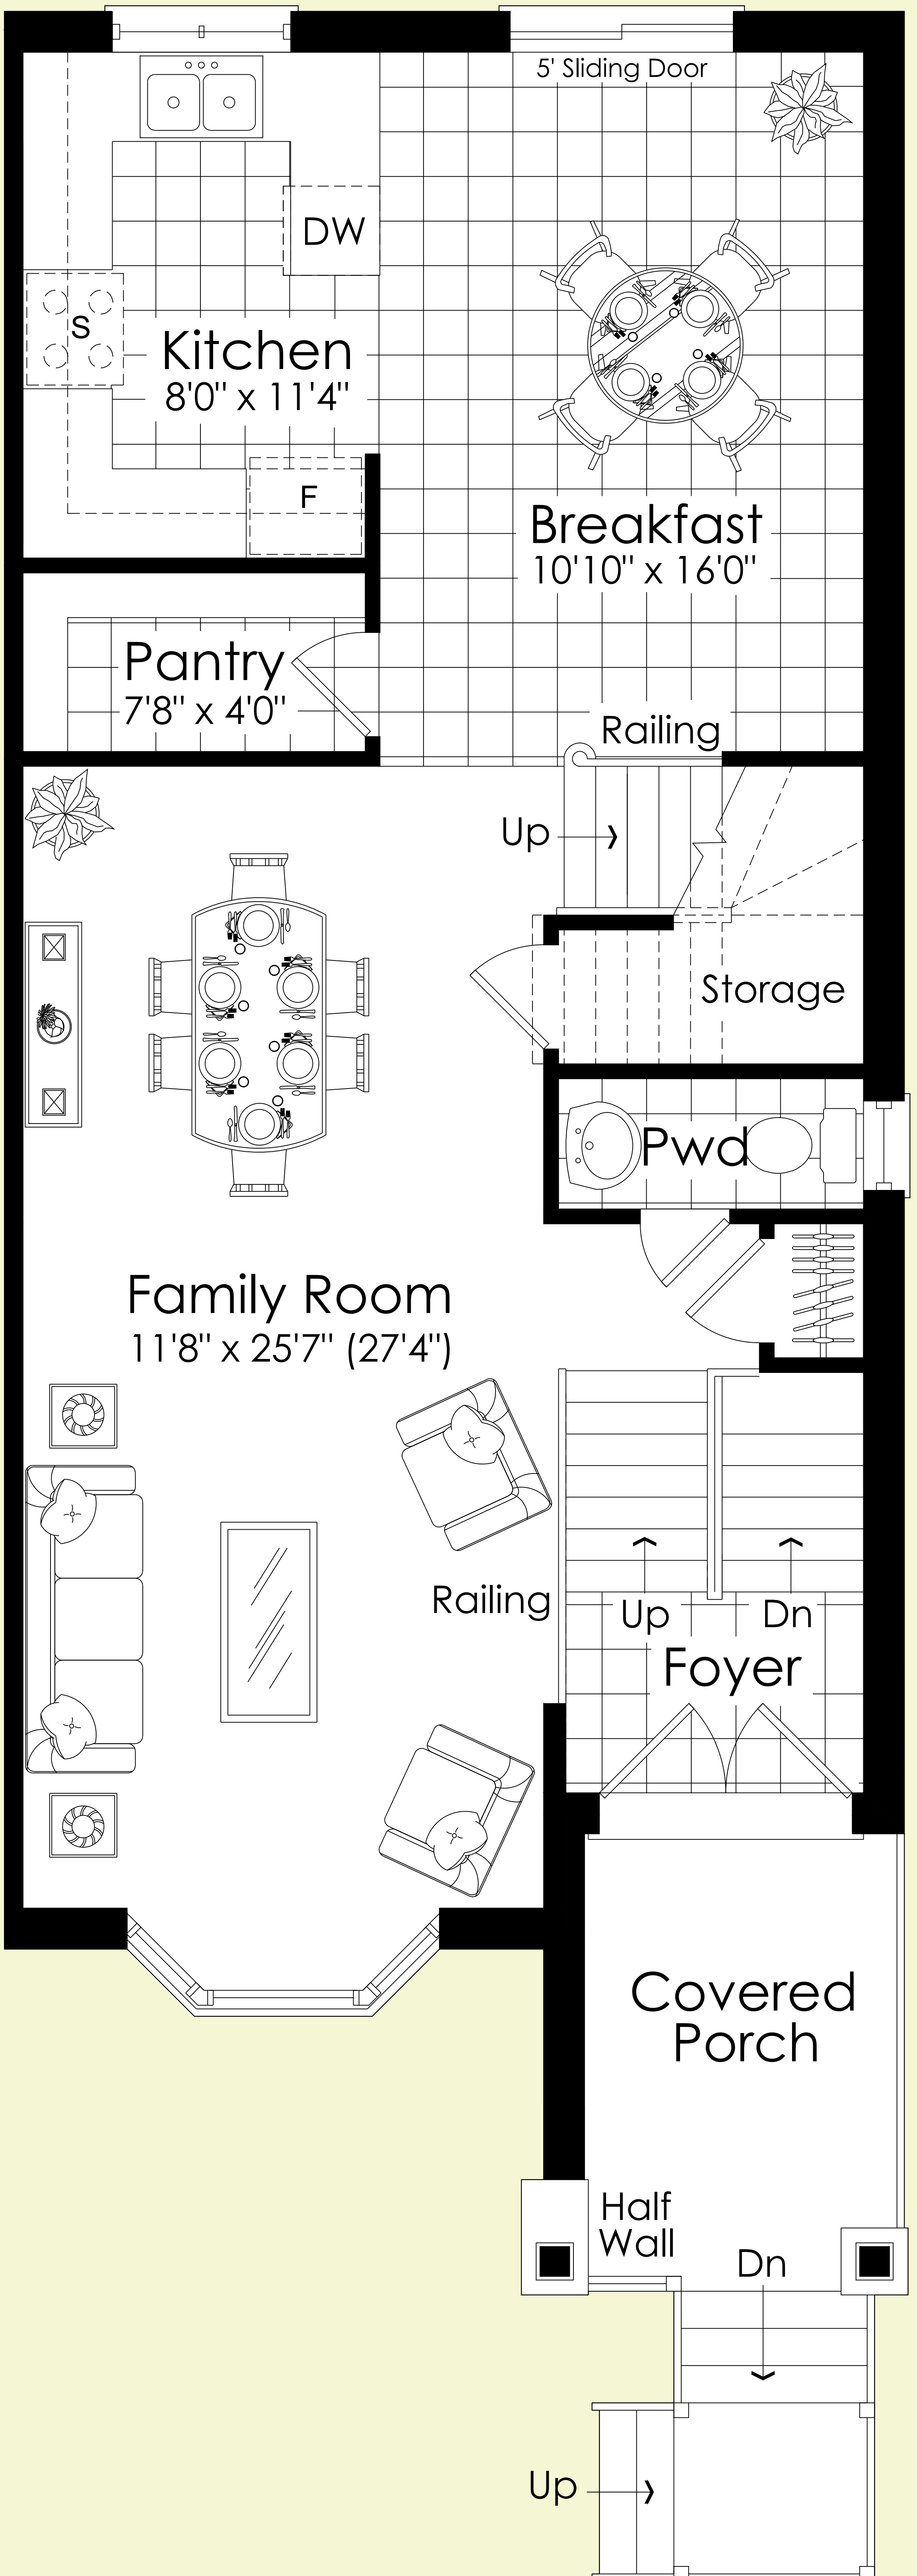 5' Sliding Door
DW
S
Kitchen
8'0" x 11'4"
F
Breakfast
10'10" x 16'0"
Pantry
7'8" x 4'0"
Railing
Up
Storage
Pwd
Family Room
11'8" x 25'7" (27'4")
Railing
Up
Dn
Foyer
Covered
Porch
Half
Wall
Dn
Up